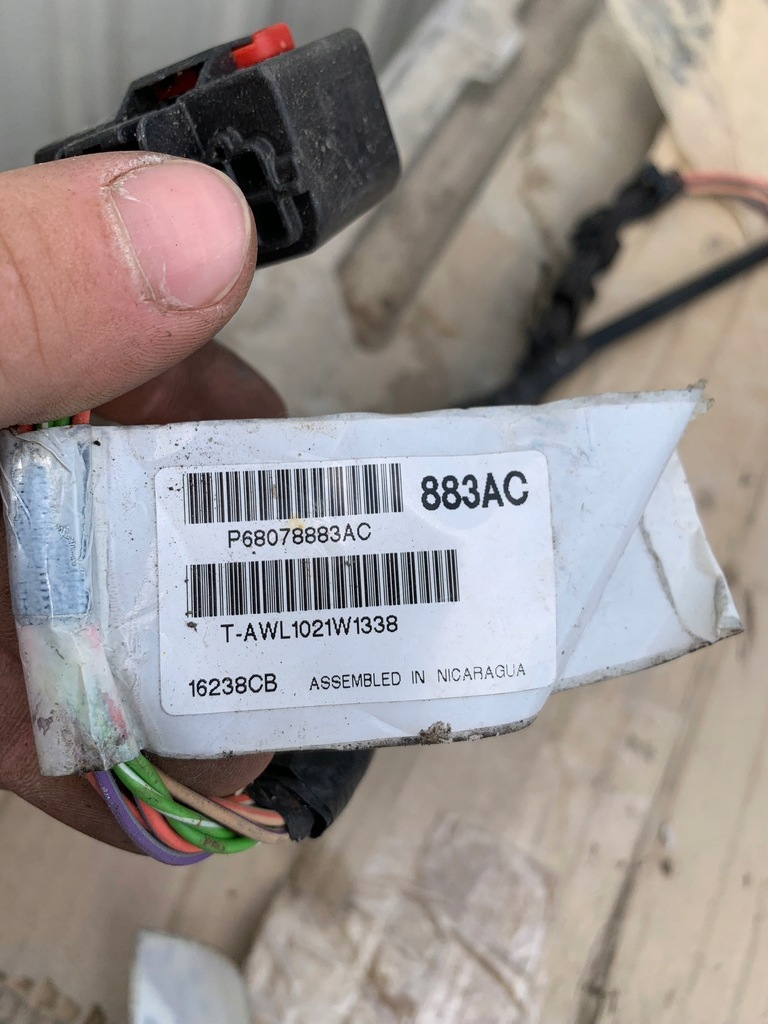 883AC
P68078883AC
T-AWL1021W1338
16238CB ASSEMBLED IN NICARAGUA